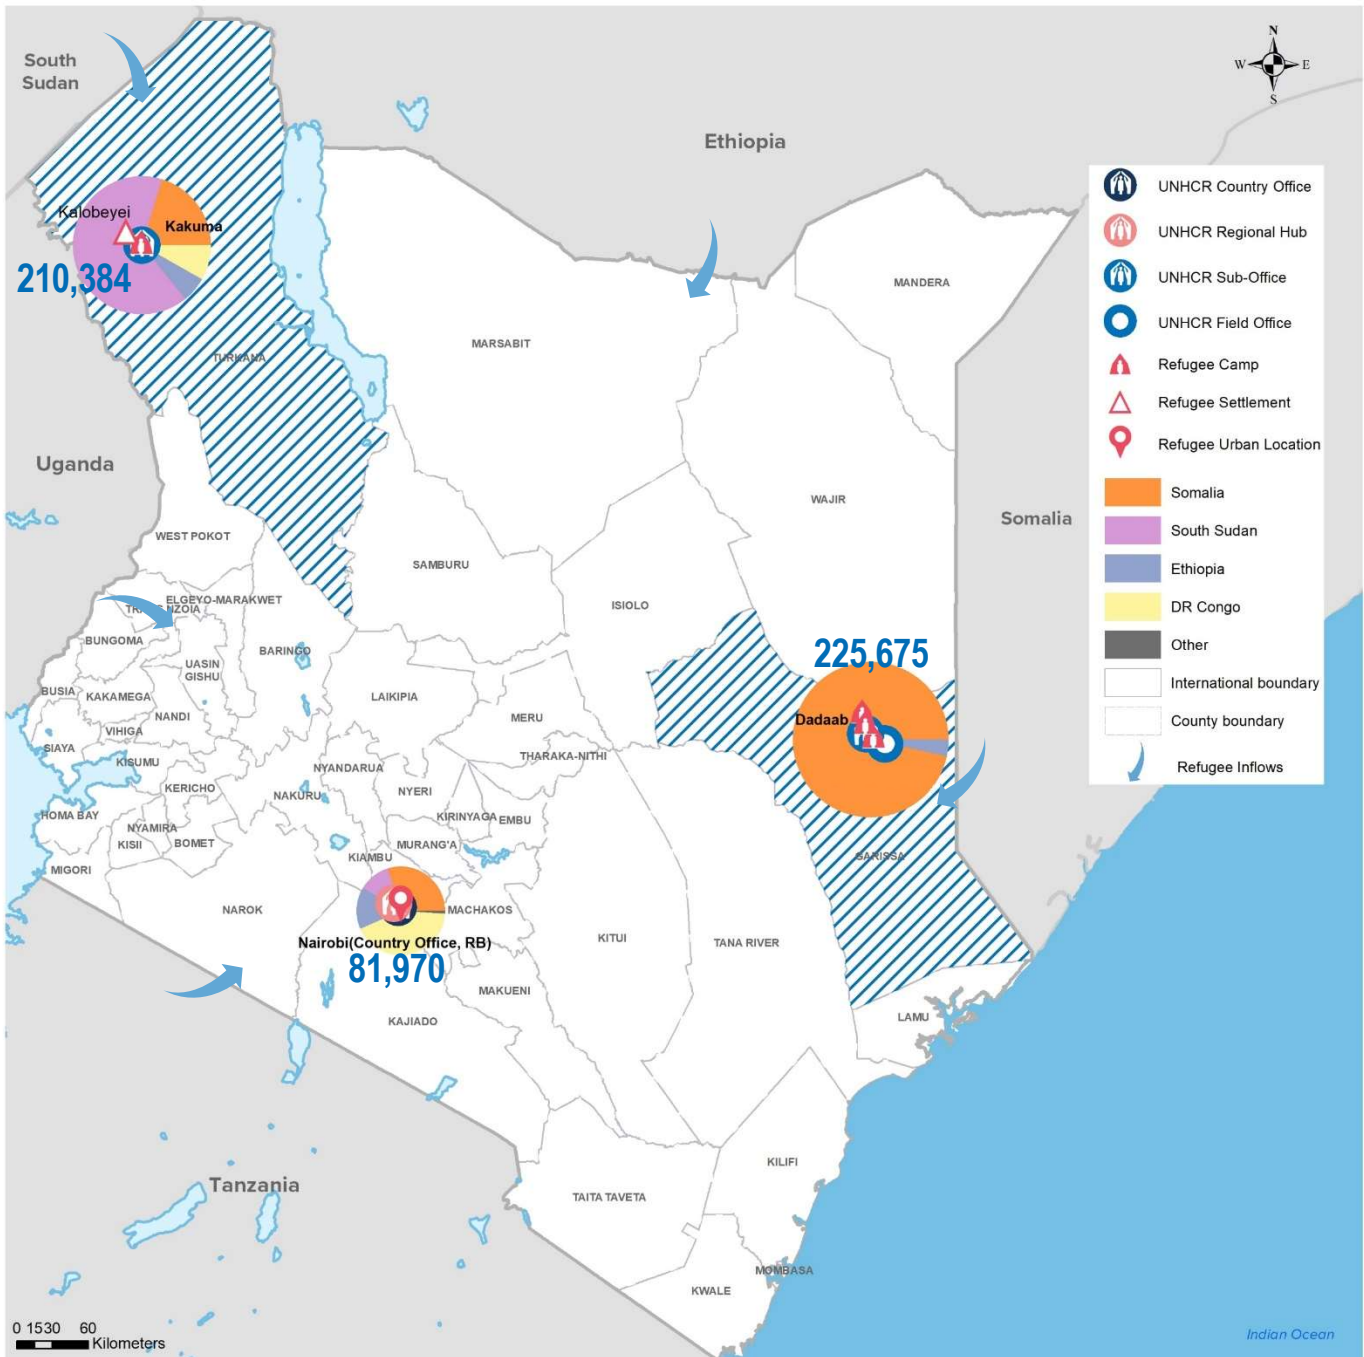 N
W
E
S
South
Sudan
Ethiopia
UNHCR Country Office
UNHCR Regional Hub
UNHCR Sub-Office
UNHCR Field Office
Refugee Camp
Refugee Settlement
Refugee Urban Location
Somalia
South Sudan
Ethiopia
DR Congo
Other
International boundary
County boundary
Refugee Inflows
Kalobeyei
Kakuma
210,384
MANDERA
MARSABIT
TURKANA
Uganda
WAJIR
Somalia
WEST POKOT
SAMBURU
ELGEYO-MARAKWET
TRANS NZOIA
ISIOLO
BUNGOMA
BARINGO
225,675
UASIN
GISHU
BUSIA
KAKAMEGA
LAIKIPIA
NANDI
MERU
Dadaab
VIHIGA
SIAYA
THARAKA-NITHI
KISUMU
NYANDARUA
KERICHO
NAKURU
NYERI
HOMA BAY
KIRINYAGA
EMBU
NYAMIRA
KISII
BOMET
MURANG'A
KIAMBU
GARISSA
MIGORI
NAROK
MACHAKOS
KITUI
TANA RIVER
Nairobi(Country Office, RB)
81,970
MAKUENI
KAJIADO
LAMU
KILIFI
Tanzania
TAITA TAVETA
MOMBASA
KWALE
0 1530 60
Kilometers
Indian Ocean